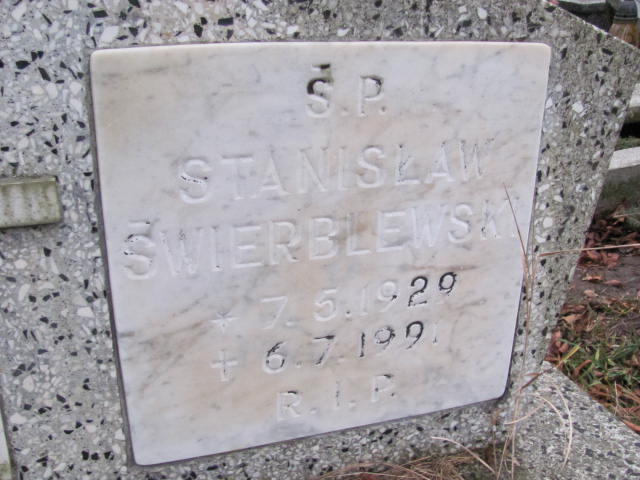 Ś.P.
STANISŁAW
ŚWIERBLEWSKI
* 7.5.1929
+ 6.7.1991
R.I.P.